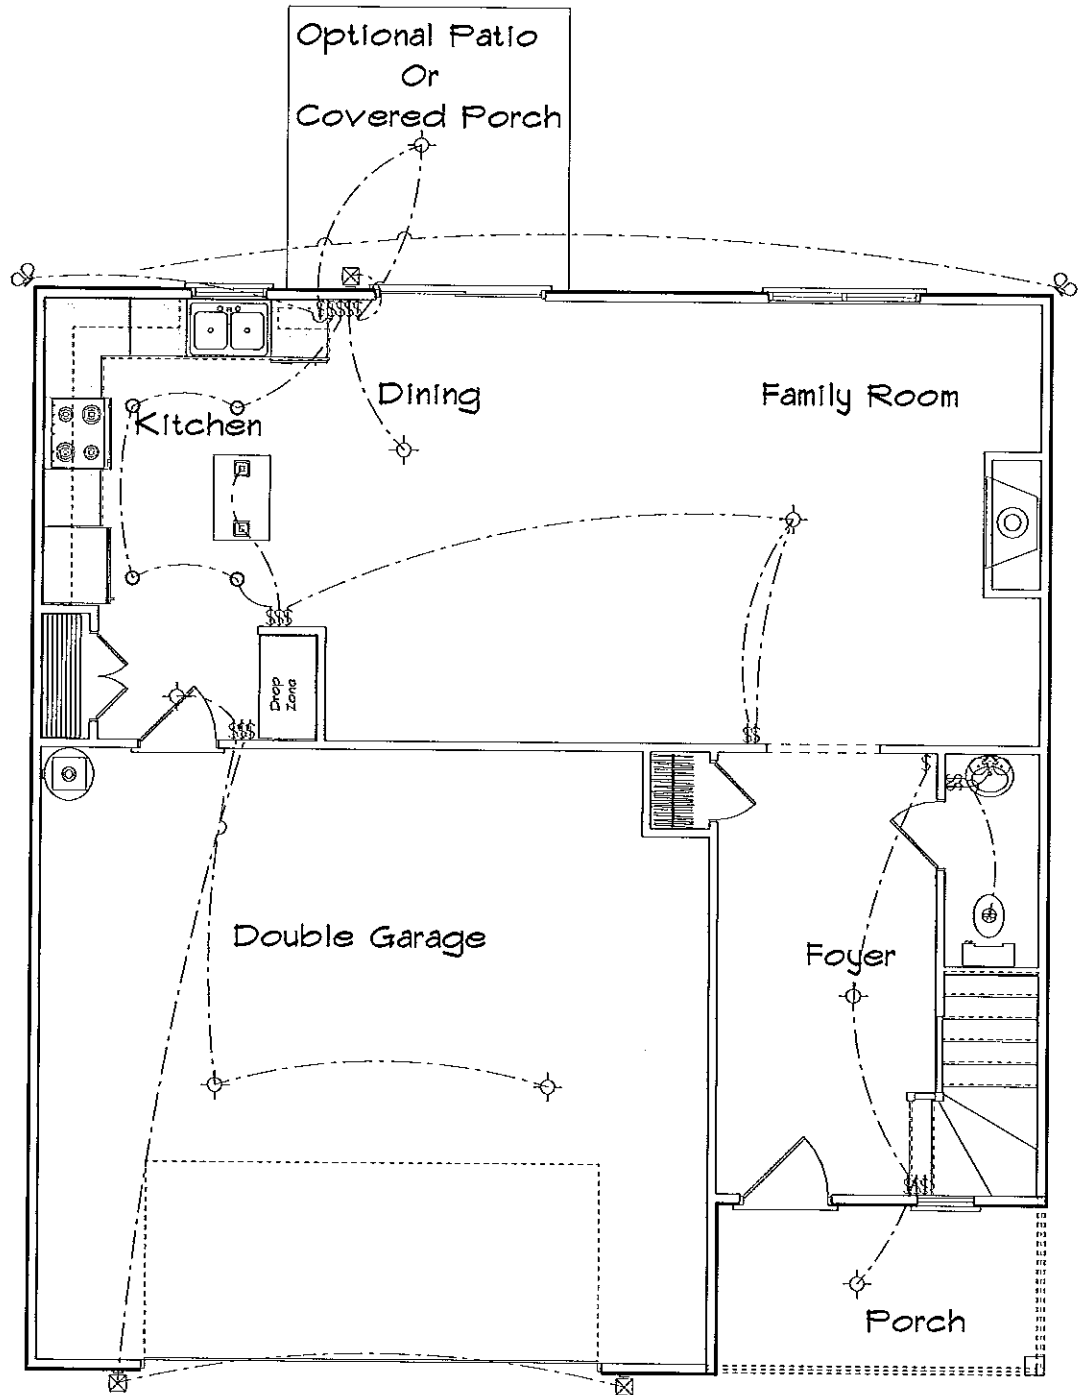 Optional Patio
Or
Covered Porch
Dining
Family Room
Kitchen
$$$$
$$$
Drop
Zone
$$$
$$
$
$$
Double Garage
Foyer
$$$
Porch